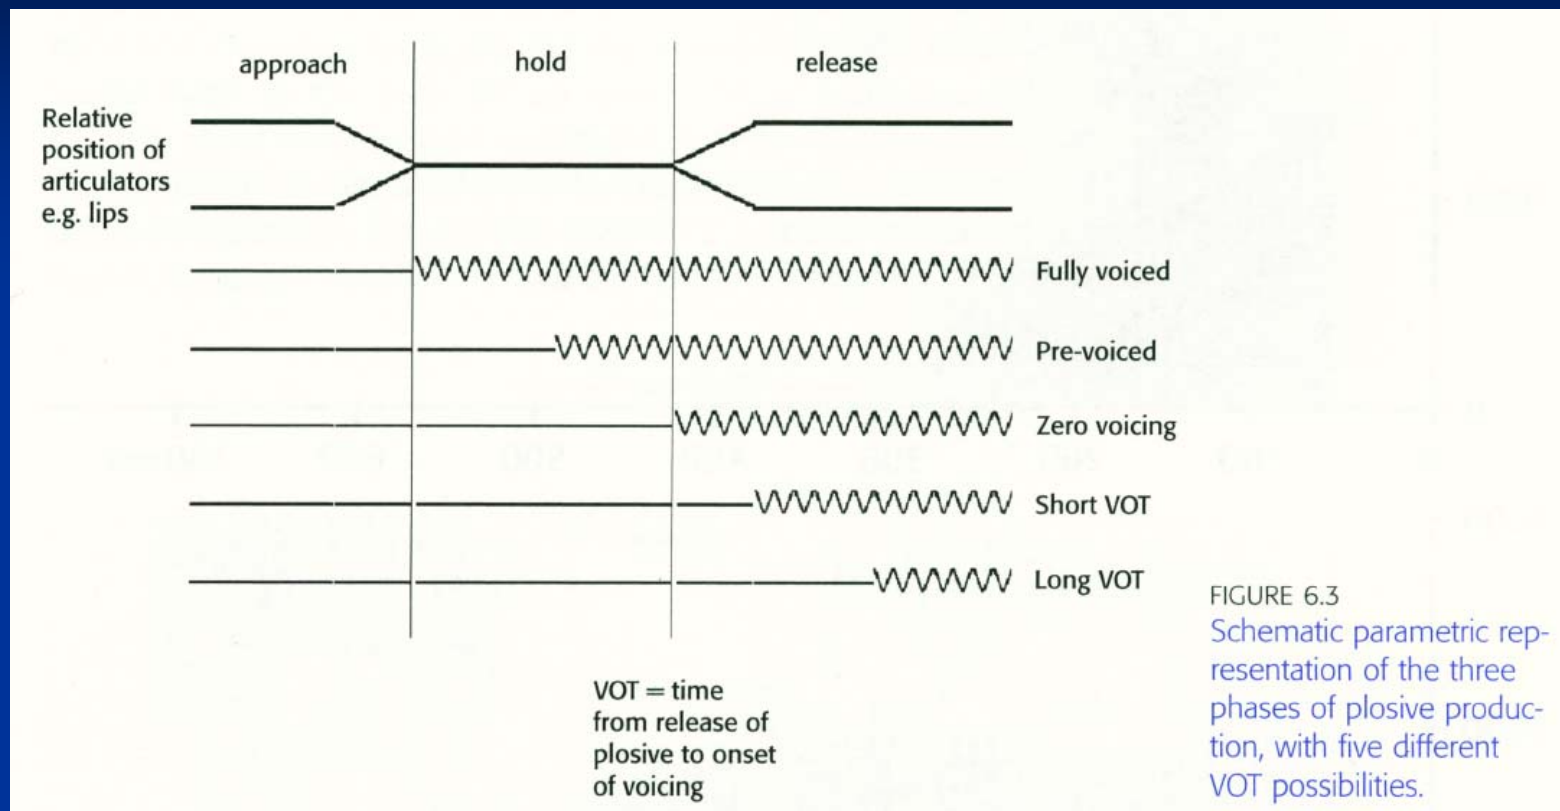 approach
hold
release
Relative
position of
articulators
e.g. lips
Fully voiced
Pre-voiced
Zero voicing
Short VOT
Long VOT
VOT = time
from release of
plosive to onset
of voicing
FIGURE 6.3
Schematic parametric rep-
resentation of the three
phases of plosive produc-
tion, with five different
VOT possibilities.